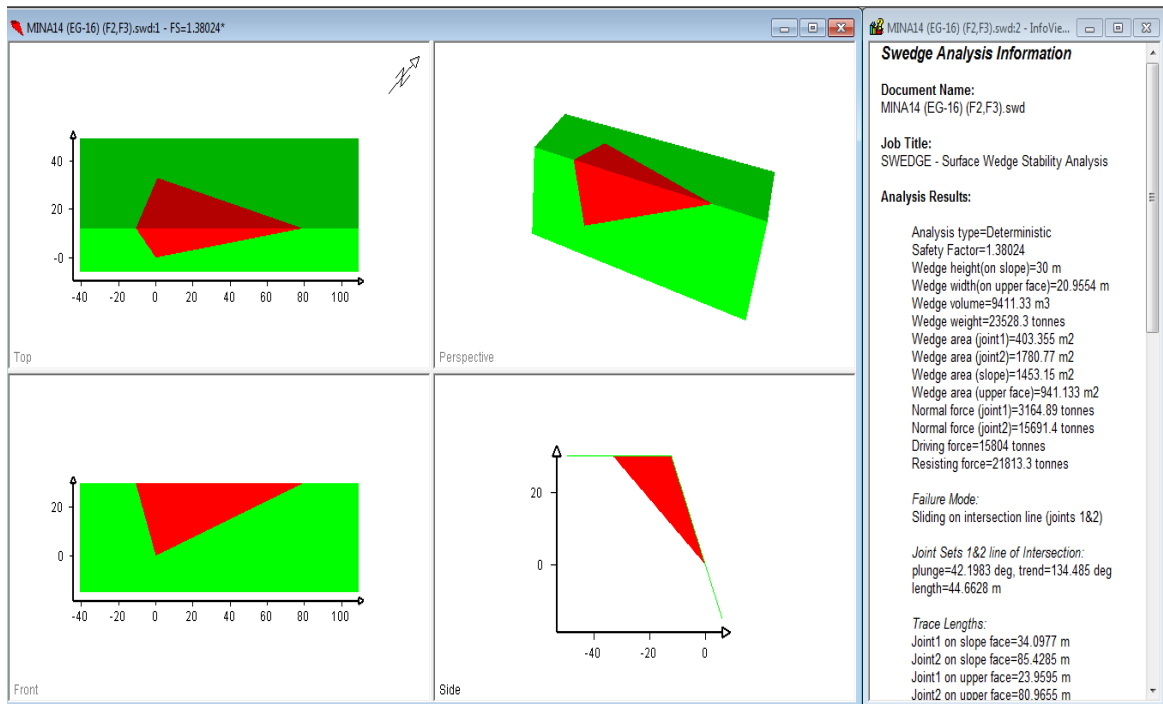 MINA14 (EG-16) (F2,F3).swd:1 - FS=1.38024*
N
40
20
-0
-40 -20 0 20 40 60 80 100
Top
Perspective
20
0
-40 -20 0 20 40 60 80 100
Front
20
0
-40 -20 0
Side
MINA14 (EG-16) (F2,F3).swd:2 - InfoVie...
Swedge Analysis Information
Document Name:
MINA14 (EG-16) (F2,F3).swd
Job Title:
SWEDGE - Surface Wedge Stability Analysis
Analysis Results:
Analysis type=Deterministic
Safety Factor=1.38024
Wedge height(on slope)=30 m
Wedge width(on upper face)=20.9554 m
Wedge volume=9411.33 m3
Wedge weight=23528.3 tonnes
Wedge area (joint1)=403.355 m2
Wedge area (joint2)=1780.77 m2
Wedge area (slope)=1453.15 m2
Wedge area (upper face)=941.133 m2
Normal force (joint1)=3164.89 tonnes
Normal force (joint2)=15691.4 tonnes
Driving force=15804 tonnes
Resisting force=21813.3 tonnes
Failure Mode:
Sliding on intersection line (joints 1&2)
Joint Sets 1&2 line of Intersection:
plunge=42.1983 deg, trend=134.485 deg
length=44.6628 m
Trace Lengths:
Joint1 on slope face=34.0977 m
Joint2 on slope face=85.4285 m
Joint1 on upper face=23.9595 m
Joint2 on upper face=80.9655 m